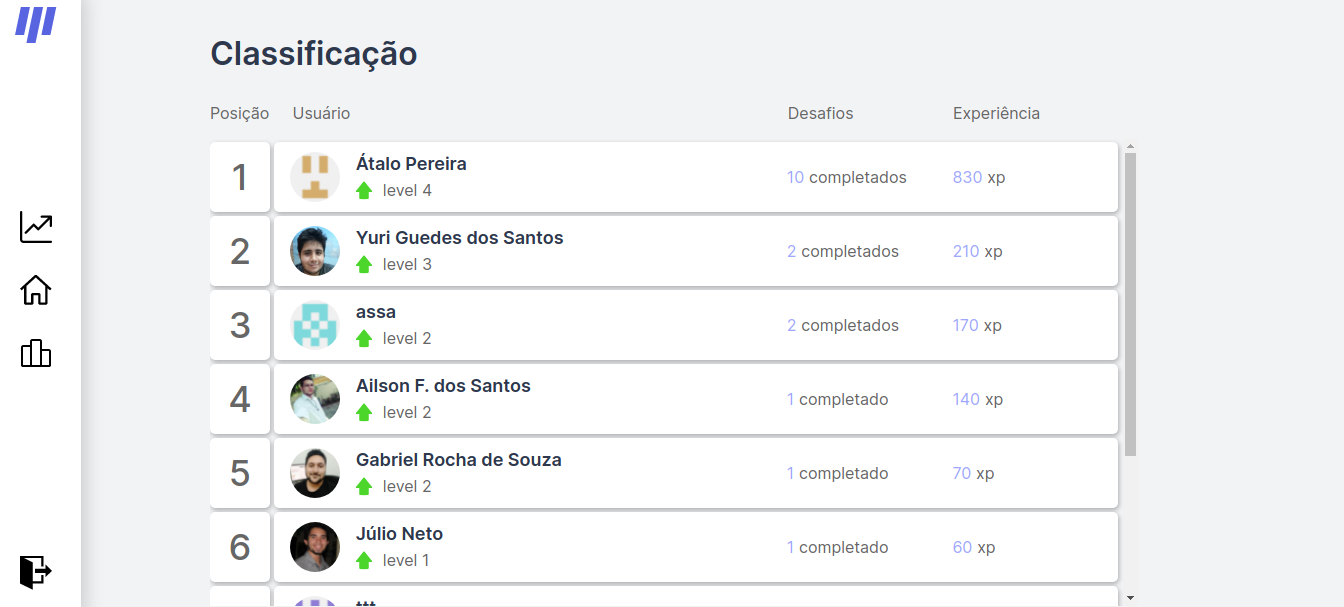 Classificação
Posição Usuário Desafios Experiência
1 Átalo Pereira
level 4 10 completados 830 xp
2 Yuri Guedes dos Santos
level 3 2 completados 210 xp
3 assa
level 2 2 completados 170 xp
4 Ailson F. dos Santos
level 2 1 completado 140 xp
5 Gabriel Rocha de Souza
level 2 1 completado 70 xp
6 Júlio Neto
level 1 1 completado 60 xp